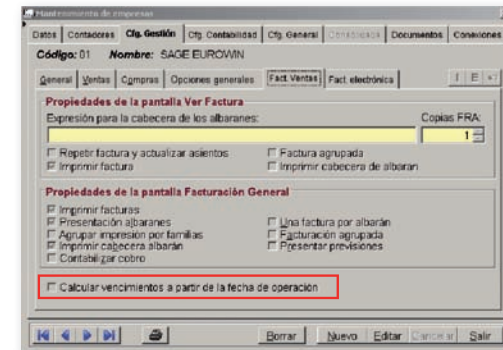 Mantenimiento de empresas
Datos Contadores Cfg. Gestión Cfg. Contabilidad Cfg. General Documentos Conexiones
Código: 01 Nombre: SAGE EUROWIN
General Ventas Compras Opciones generales Fact. Ventas Fact. electrónica
Propiedades de la pantalla Ver Factura
Expresión para la cabecera de los albaranes: Copias FRA:
1
Repetir factura y actualizar asientos Factura agrupada
Imprimir factura Imprimir cabecera de albaran
Propiedades de la pantalla Facturación General
Imprimir facturas
Presentación albaranes Una factura por albarán
Agrupar impresión por familias Facturación agrupada
Imprimir cabecera albarán Presentar previsiones
Contabilizar cobro
Calcular vencimientos a partir de la fecha de operación
Borrar Nuevo Editar Cancelar Salir